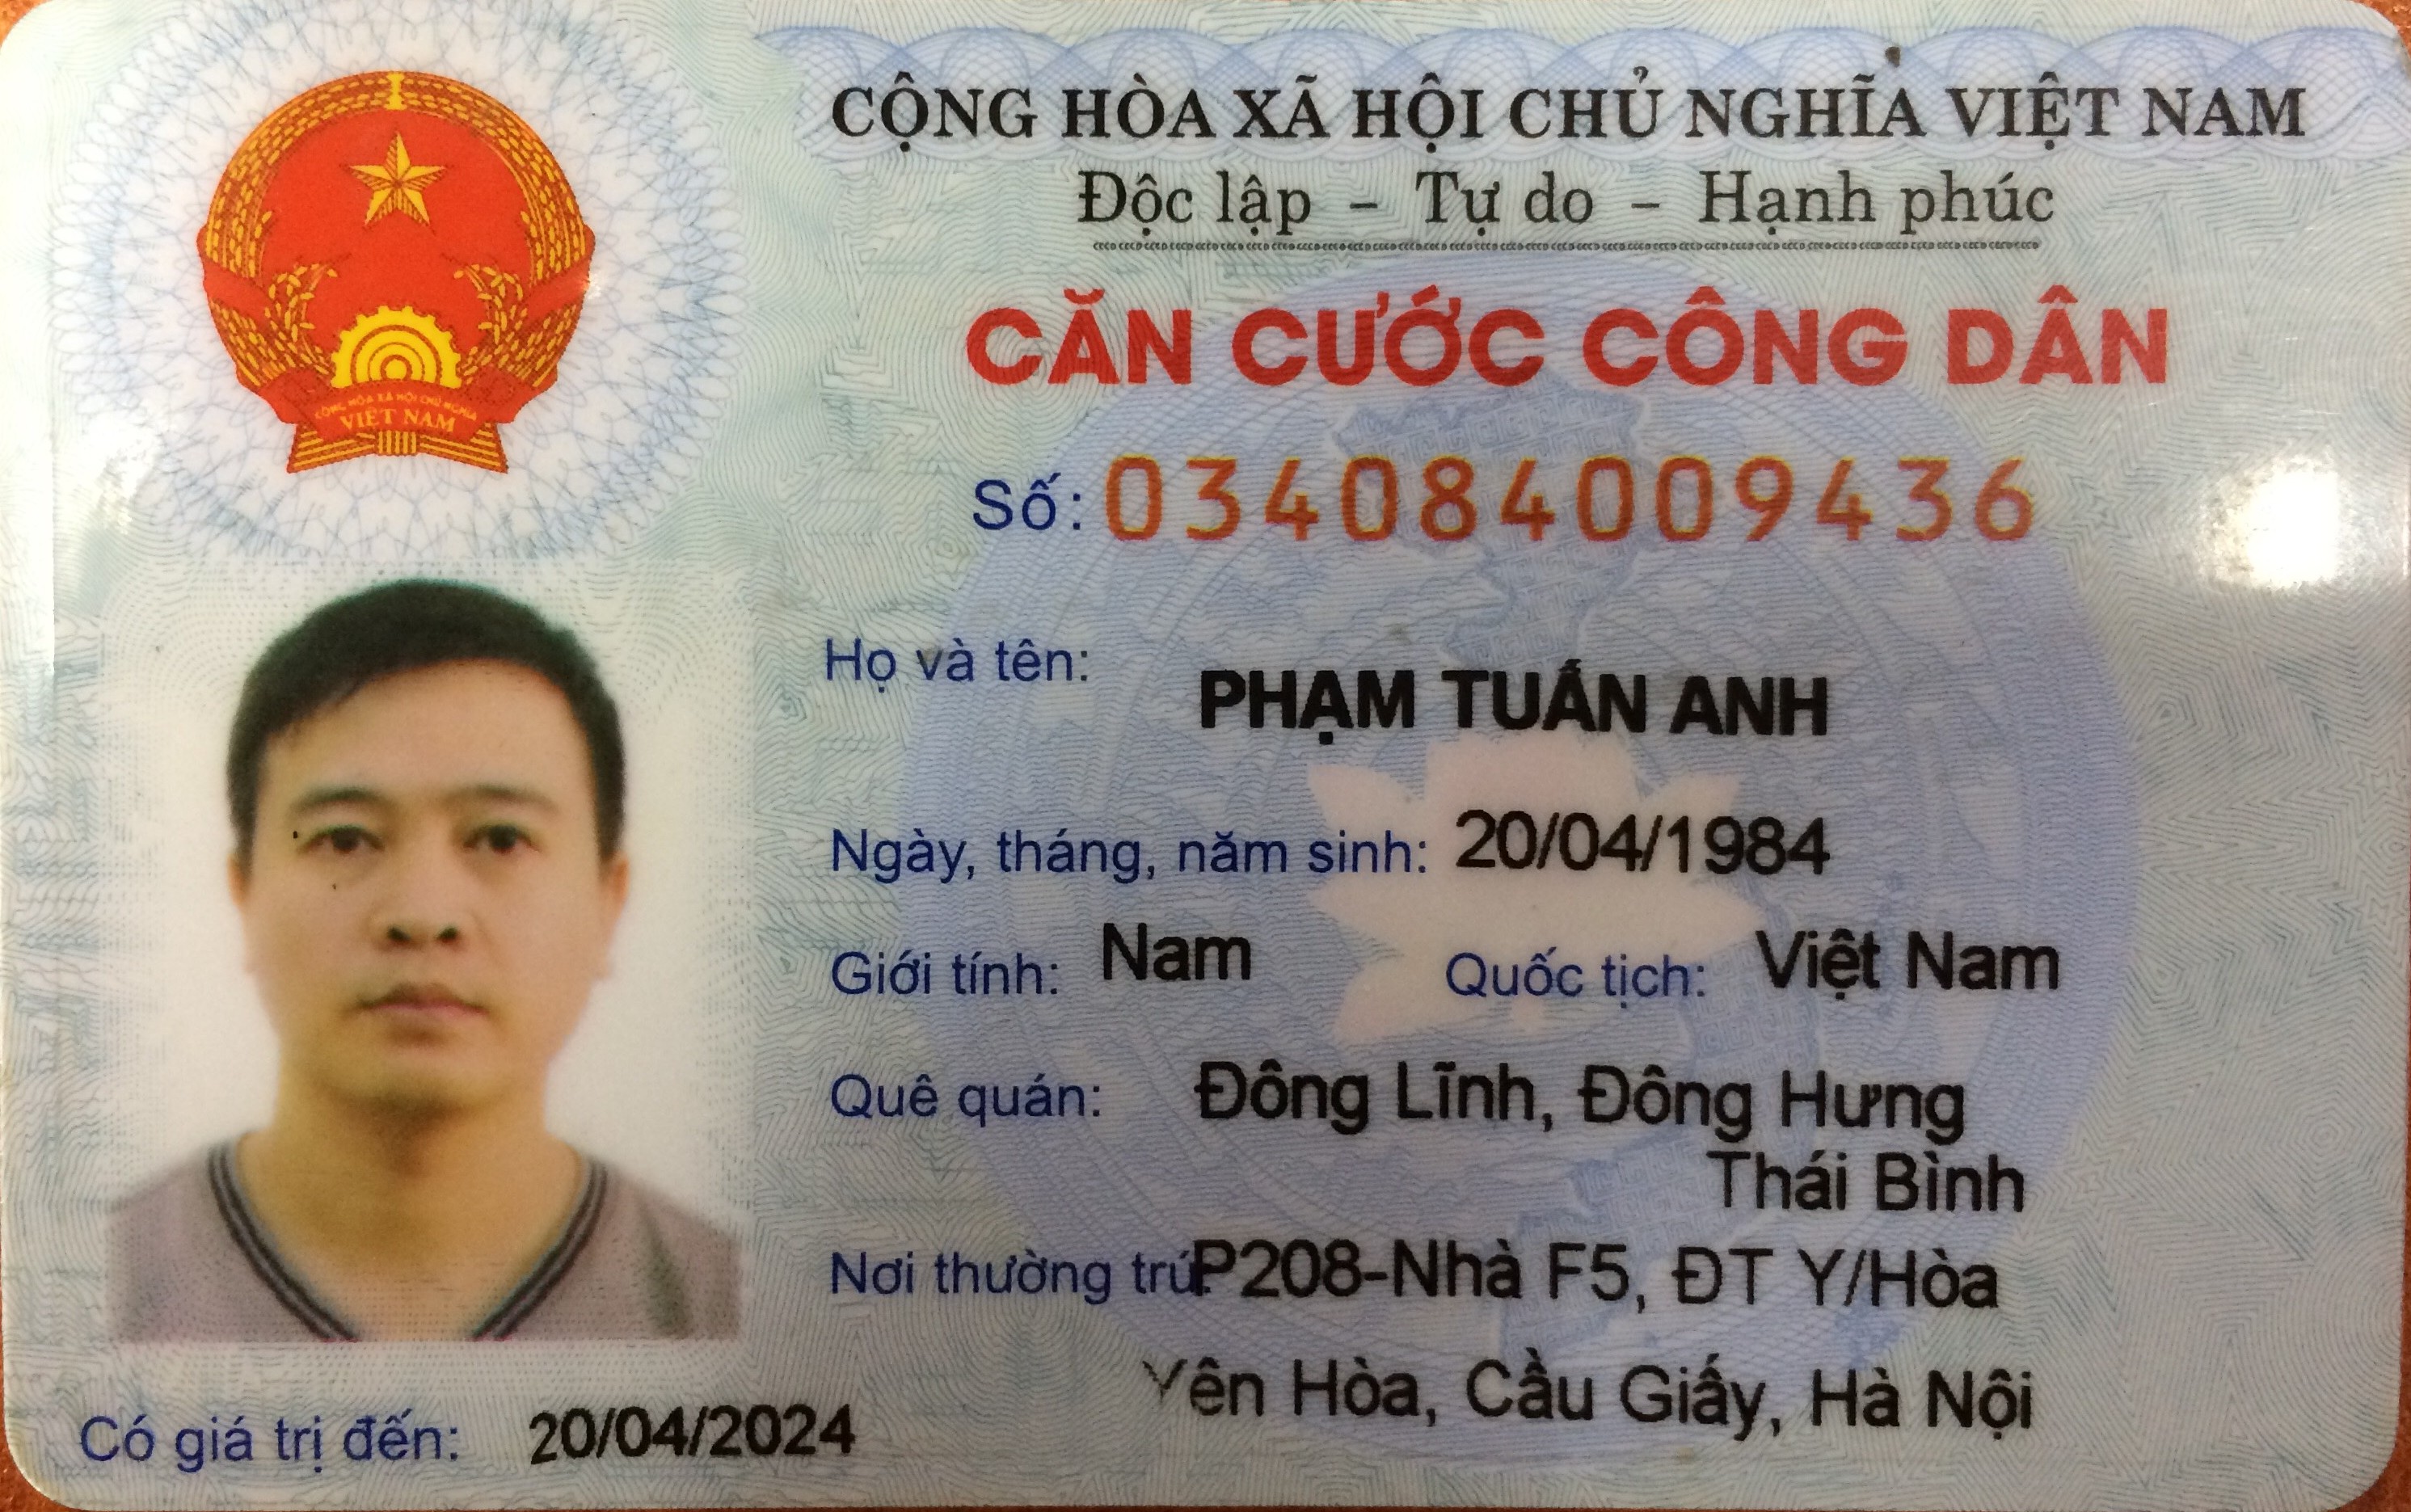 CỘNG HÒA XÃ HỘI CHỦ NGHĨA VIỆT NAM
Độc lập – Tự do – Hạnh phúc
CĂN CƯỚC CÔNG DÂN
CỘNG HÒA XÃ HỘI CHỦ NGHĨA
VIỆT NAM
Số: 034084009436
Họ và tên: PHẠM TUẤN ANH
Ngày, tháng, năm sinh: 20/04/1984
Giới tính: Nam Quốc tịch: Việt Nam
Quê quán: Đông Lĩnh, Đông Hưng
Thái Bình
Nơi thường trú: P208-Nhà F5, ĐT Y/Hòa
Yên Hòa, Cầu Giấy, Hà Nội
Có giá trị đến: 20/04/2024